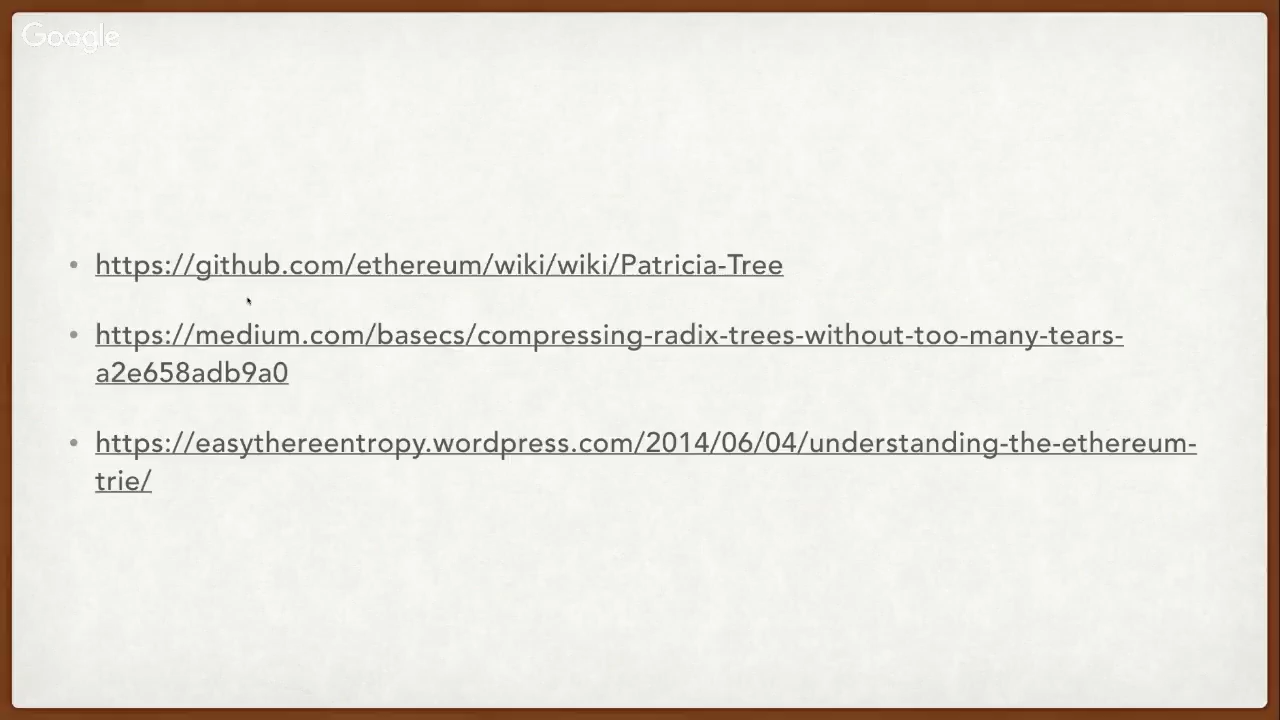 Google
• https://github.com/ethereum/wiki/wiki/Patricia-Tree
• https://medium.com/basecs/compressing-radix-trees-without-too-many-tears-
a2e658adb9a0
• https://easythereentropy.wordpress.com/2014/06/04/understanding-the-ethereum-
trie/